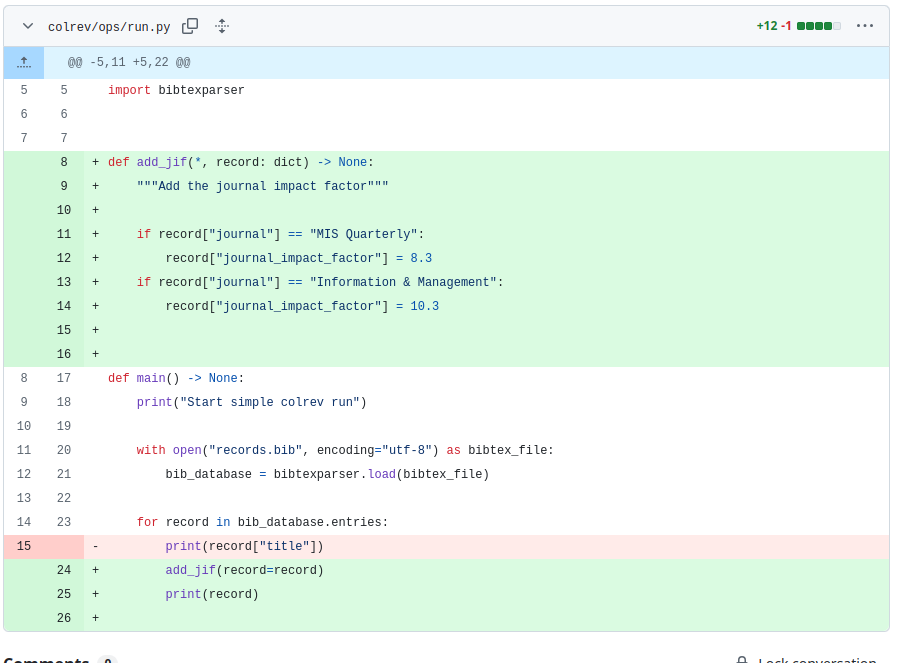 colrev/ops/run.py +12 -1
@@ -5,11 +5,22 @@
5 5 import bibtexparser
6 6
7 7
8 + def add_jif(*, record: dict) -> None:
9 + """Add the journal impact factor"""
10 +
11 + if record["journal"] == "MIS Quarterly":
12 + record["journal_impact_factor"] = 8.3
13 + if record["journal"] == "Information & Management":
14 + record["journal_impact_factor"] = 10.3
15 +
16 +
8 17 def main() -> None:
9 18 print("Start simple colrev run")
10 19
11 20 with open("records.bib", encoding="utf-8") as bibtex_file:
12 21 bib_database = bibtexparser.load(bibtex_file)
13 22
14 23 for record in bib_database.entries:
15 - print(record["title"])
24 + add_jif(record=record)
25 + print(record)
26 +
Comments 0 Lock conversation